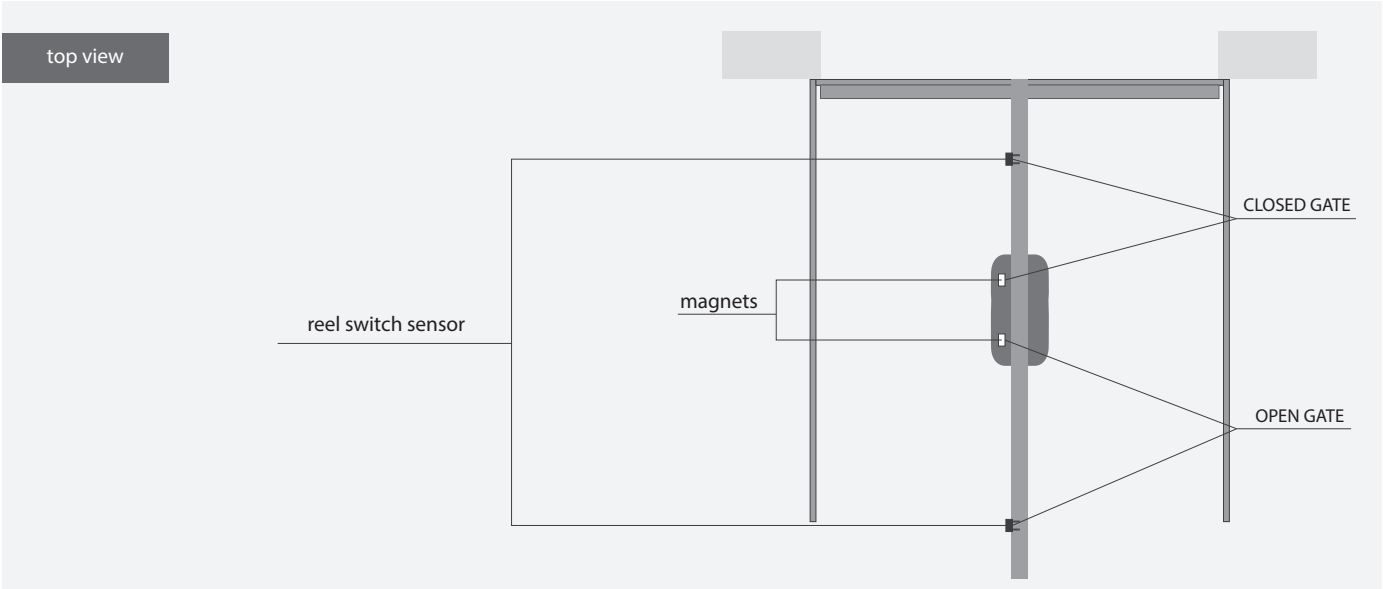 top view
CLOSED GATE
magnets
reel switch sensor
OPEN GATE